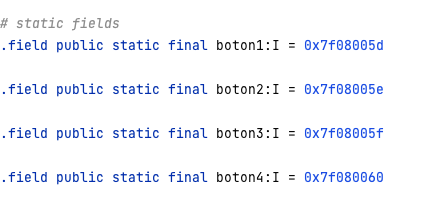 # static fields
.field public static final boton1:I = 0x7f08005d
.field public static final boton2:I = 0x7f08005e
.field public static final boton3:I = 0x7f08005f
.field public static final boton4:I = 0x7f080060